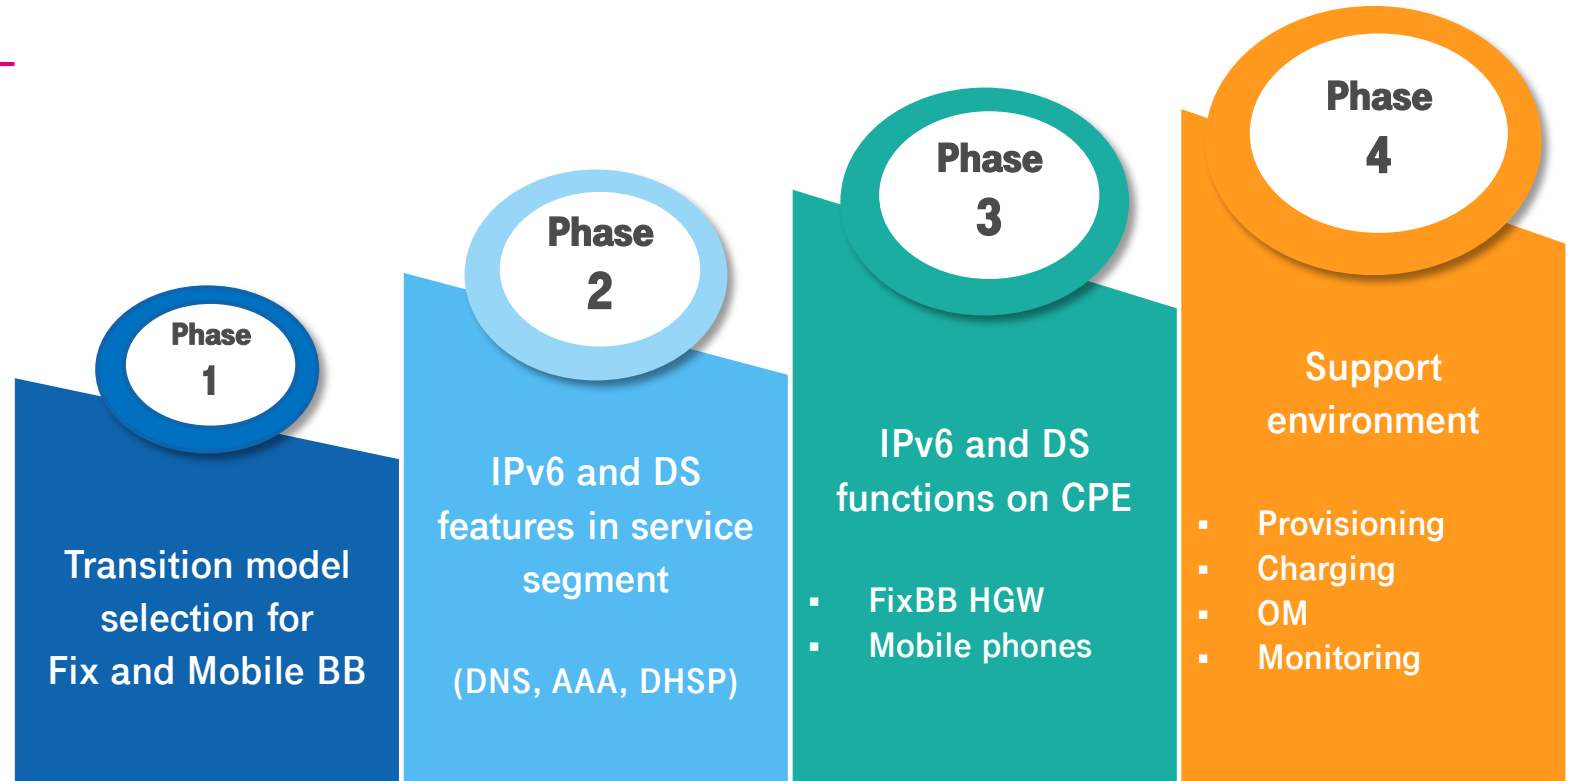 Phase
1
Transition model
selection for
Fix and Mobile BB
Phase
2
IPv6 and DS
features in service
segment
(DNS, AAA, DHSP)
Phase
3
IPv6 and DS
functions on CPE
▪ FixBB HGW
▪ Mobile phones
Phase
4
Support
environment
▪ Provisioning
▪ Charging
▪ OM
▪ Monitoring